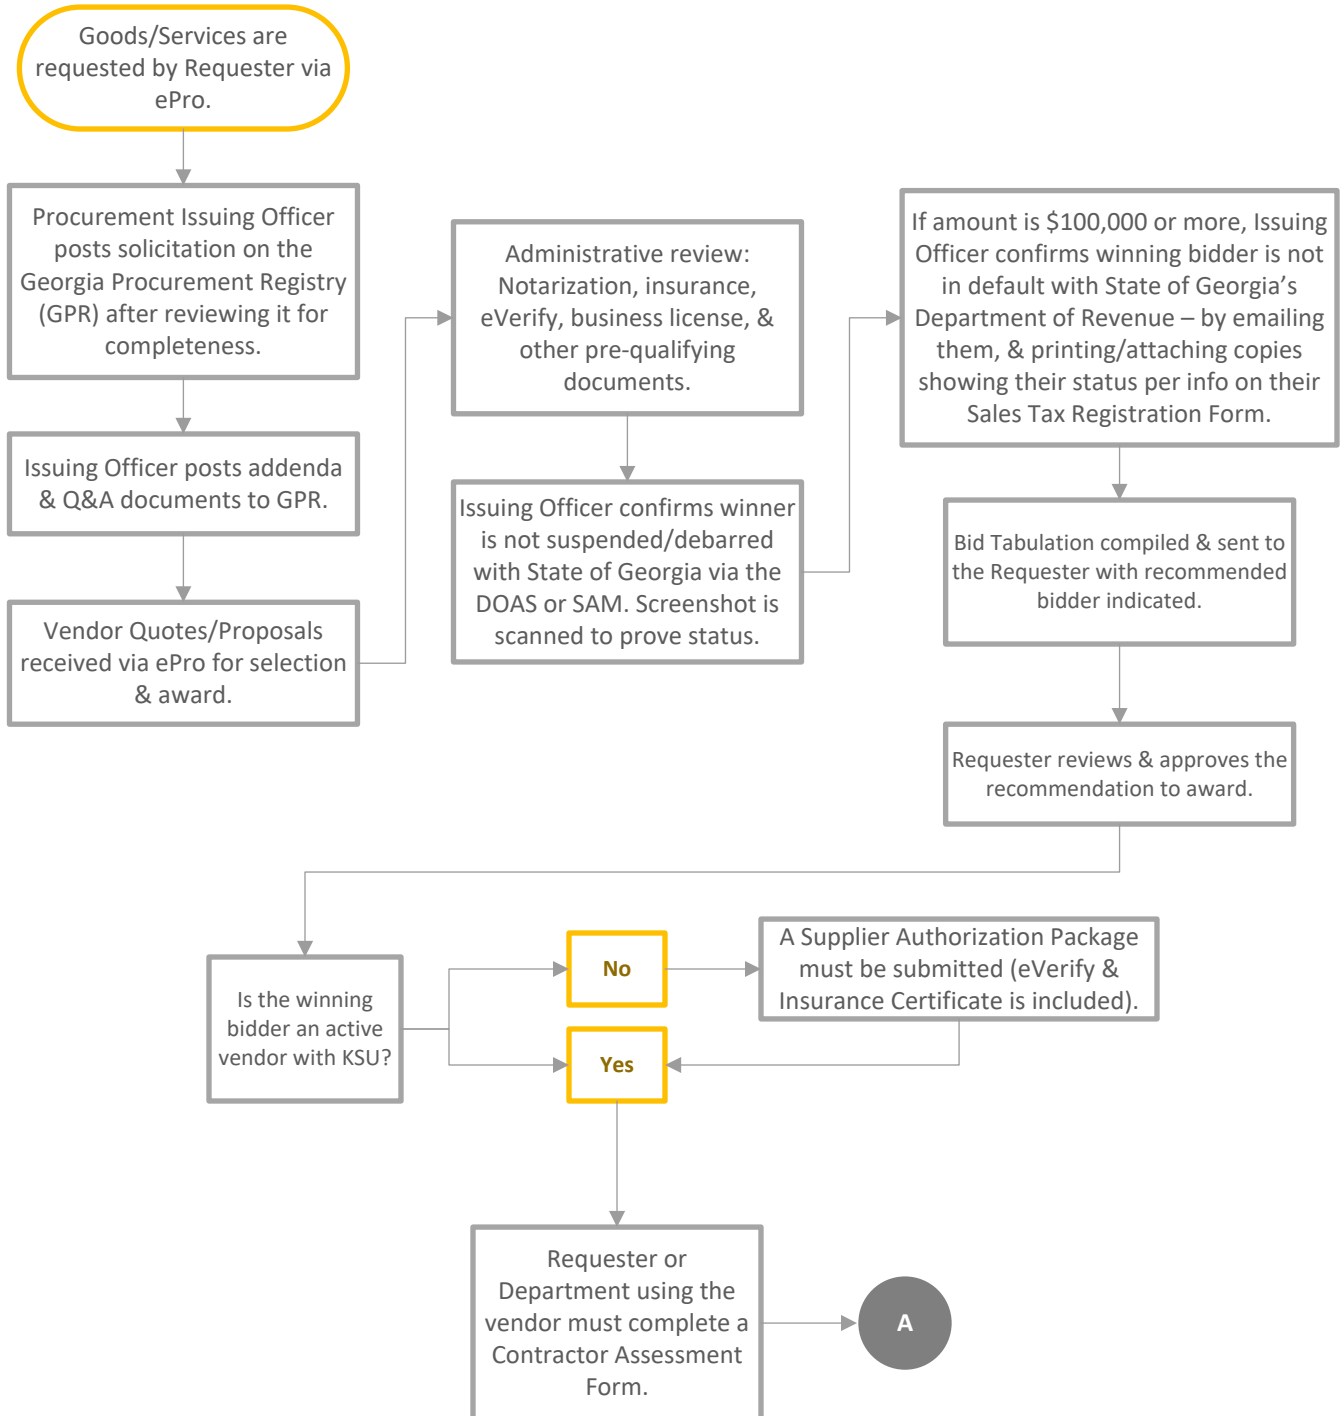 Goods/Services are
requested by Requester via
ePro.
Procurement Issuing Officer
posts solicitation on the
Georgia Procurement Registry
(GPR) after reviewing it for
completeness.
Issuing Officer posts addenda
& Q&A documents to GPR.
Vendor Quotes/Proposals
received via ePro for selection
& award.
Administrative review:
Notarization, insurance,
eVerify, business license, &
other pre-qualifying
documents.
Issuing Officer confirms winner
is not suspended/debarred
with State of Georgia via the
DOAS or SAM. Screenshot is
scanned to prove status.
If amount is $100,000 or more, Issuing
Officer confirms winning bidder is not
in default with State of Georgia’s
Department of Revenue – by emailing
them, & printing/attaching copies
showing their status per info on their
Sales Tax Registration Form.
Bid Tabulation compiled & sent to
the Requester with recommended
bidder indicated.
Requester reviews & approves the
recommendation to award.
Is the winning
bidder an active
vendor with KSU?
No
A Supplier Authorization Package
must be submitted (eVerify &
Insurance Certificate is included).
Yes
Requester or
Department using the
vendor must complete a
Contractor Assessment
Form.
A